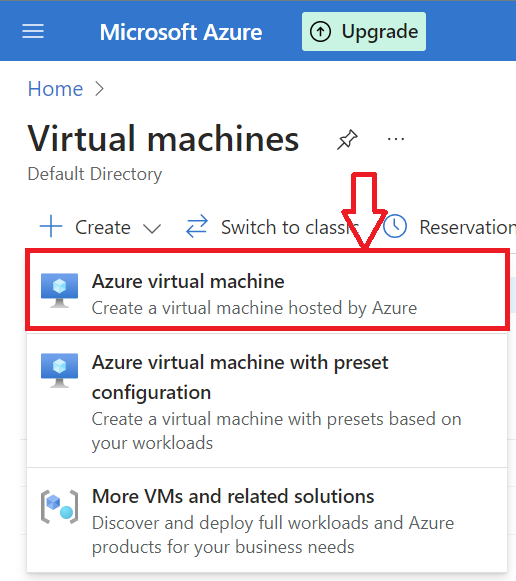 Microsoft Azure Upgrade
Home
Virtual machines
Default Directory
Create Switch to classic Reservation
Azure virtual machine
Create a virtual machine hosted by Azure
Azure virtual machine with preset
configuration
Create a virtual machine with presets based on
your workloads
More VMs and related solutions
Discover and deploy full workloads and Azure
products for your business needs